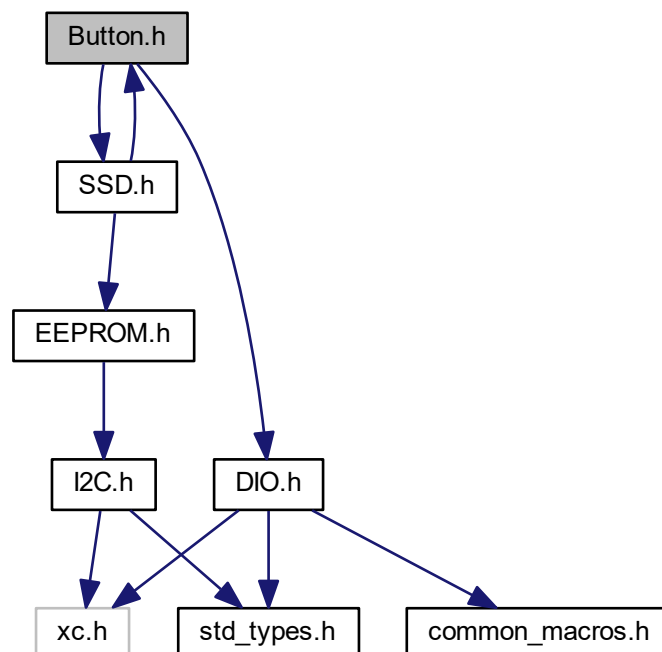 Button.h
SSD.h
EEPROM.h
I2C.h
DIO.h
xc.h
std_types.h
common_macros.h